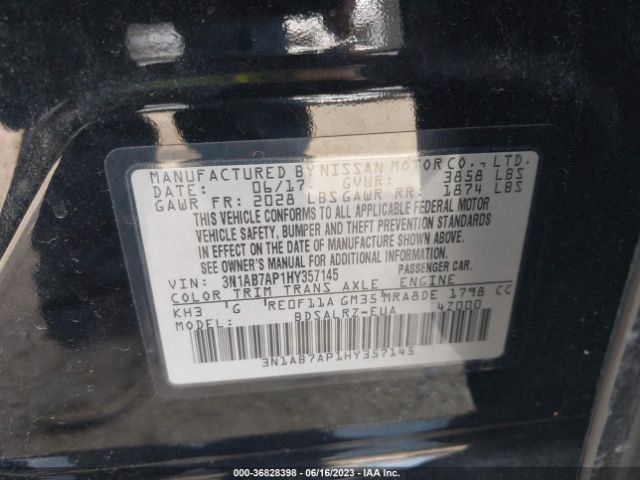 MANUFACTURED BY NISSAN MOTOR CO., LTD.
DATE: 06/17 GVWR: 3858 LBS
GAWR FR: 2028 LBS GAWR RR: 1874 LBS
THIS VEHICLE CONFORMS TO ALL APPLICABLE FEDERAL MOTOR
VEHICLE SAFETY, BUMPER AND THEFT PREVENTION STANDARDS
IN EFFECT ON THE DATE OF MANUFACTURE SHOWN ABOVE.
SEE OWNER'S MANUAL FOR ADDITIONAL INFORMATION.
VIN: 3N1AB7AP1HY357145 PASSENGER CAR.
COLOR TRIM TRANS AXLE ENGINE
KH3 G RE0F11A GM35 MRA8DE 1798 CC
MODEL: BDSALRZ-EUA 4Z000
3N1AB7AP1HY357145
000-36828398 - 06/16/2023 - IAA Inc.